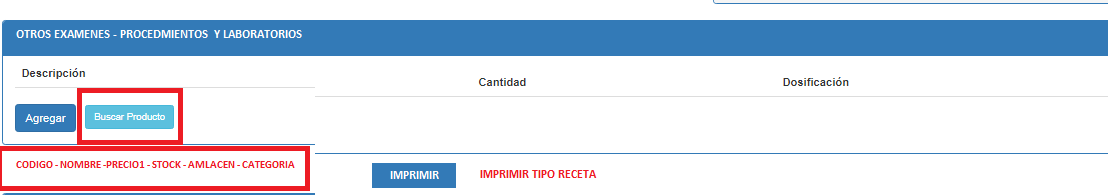 OTROS EXAMENES - PROCEDMIENTOS Y LABORATORIOS
Descripción
Cantidad
Dosificación
Agregar
Buscar Producto
CODIGO - NOMBRE -PRECIO1 - STOCK - AMLACEN - CATEGORIA
IMPRIMIR
IMPRIMIR TIPO RECETA